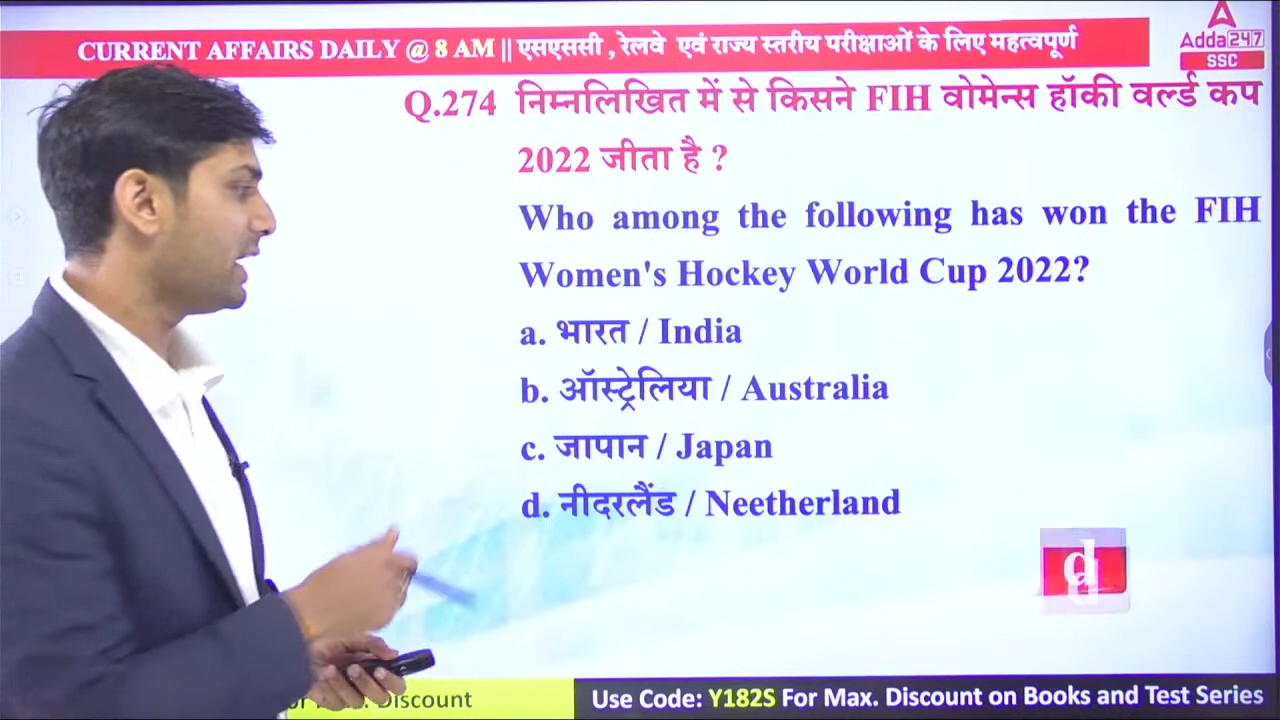 CURRENT AFFAIRS DAILY @ 8 AM || एसएससी , रेलवे एवं राज्य स्तरीय परीक्षाओं के लिए महत्वपूर्ण
Adda247
SSC
Q.274 निम्नलिखित में से किसने FIH वोमेन्स हॉकी वर्ल्ड कप
2022 जीता है ?
Who among the following has won the FIH
Women's Hockey World Cup 2022?
a. भारत / India
b. ऑस्ट्रेलिया / Australia
c. जापान / Japan
d. नीदरलैंड / Neetherland
d
Discount
Use Code: Y182S For Max. Discount on Books and Test Series